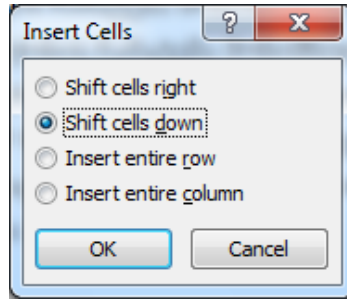 Insert Cells
Shift cells right
Shift cells down
Insert entire row
Insert entire column
OK Cancel